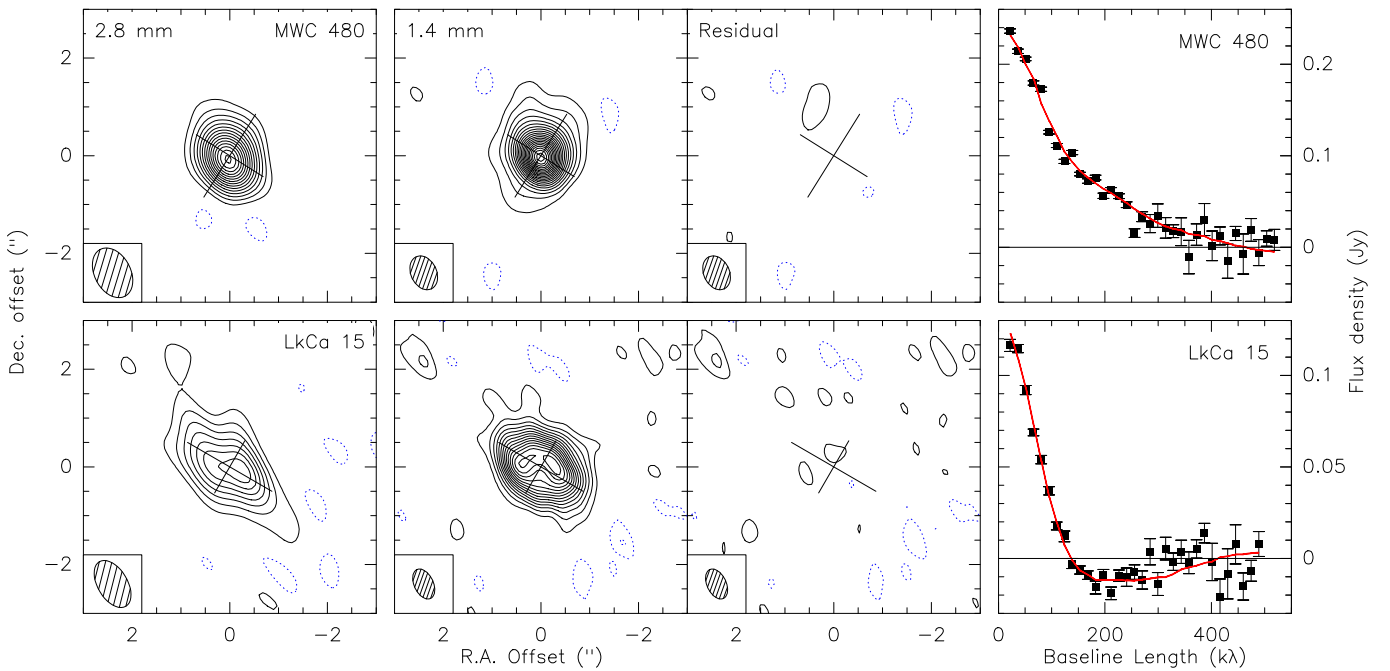 2.8 mm MWC 480
1.4 mm
Residual
MWC 480
2
0
−2
0.2
0.1
0
LkCa 15
LkCa 15
2
0
−2
0.1
0.05
0
Dec. offset (")
Flux density (Jy)
2 0 −2
0 −2
2 0 −2
0 200 400
R.A. Offset (")
Baseline Length (kλ)